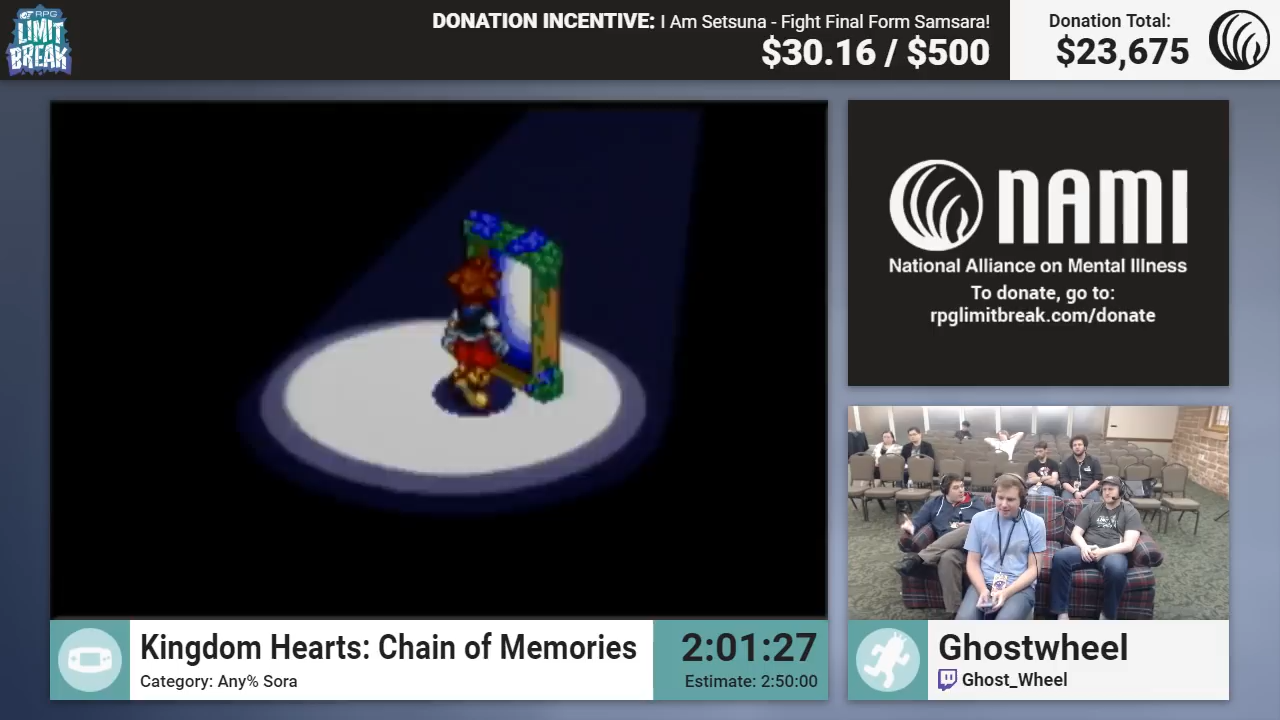 RPG
LIMIT
BREAK
DONATION INCENTIVE: I Am Setsuna - Fight Final Form Samsara!
$30.16 / $500
Donation Total:
$23,675
NAMI
National Alliance on Mental Illness
To donate, go to:
rpglimitbreak.com/donate
Kingdom Hearts: Chain of Memories
Category: Any% Sora
2:01:27
Estimate: 2:50:00
Ghostwheel
Ghost_Wheel